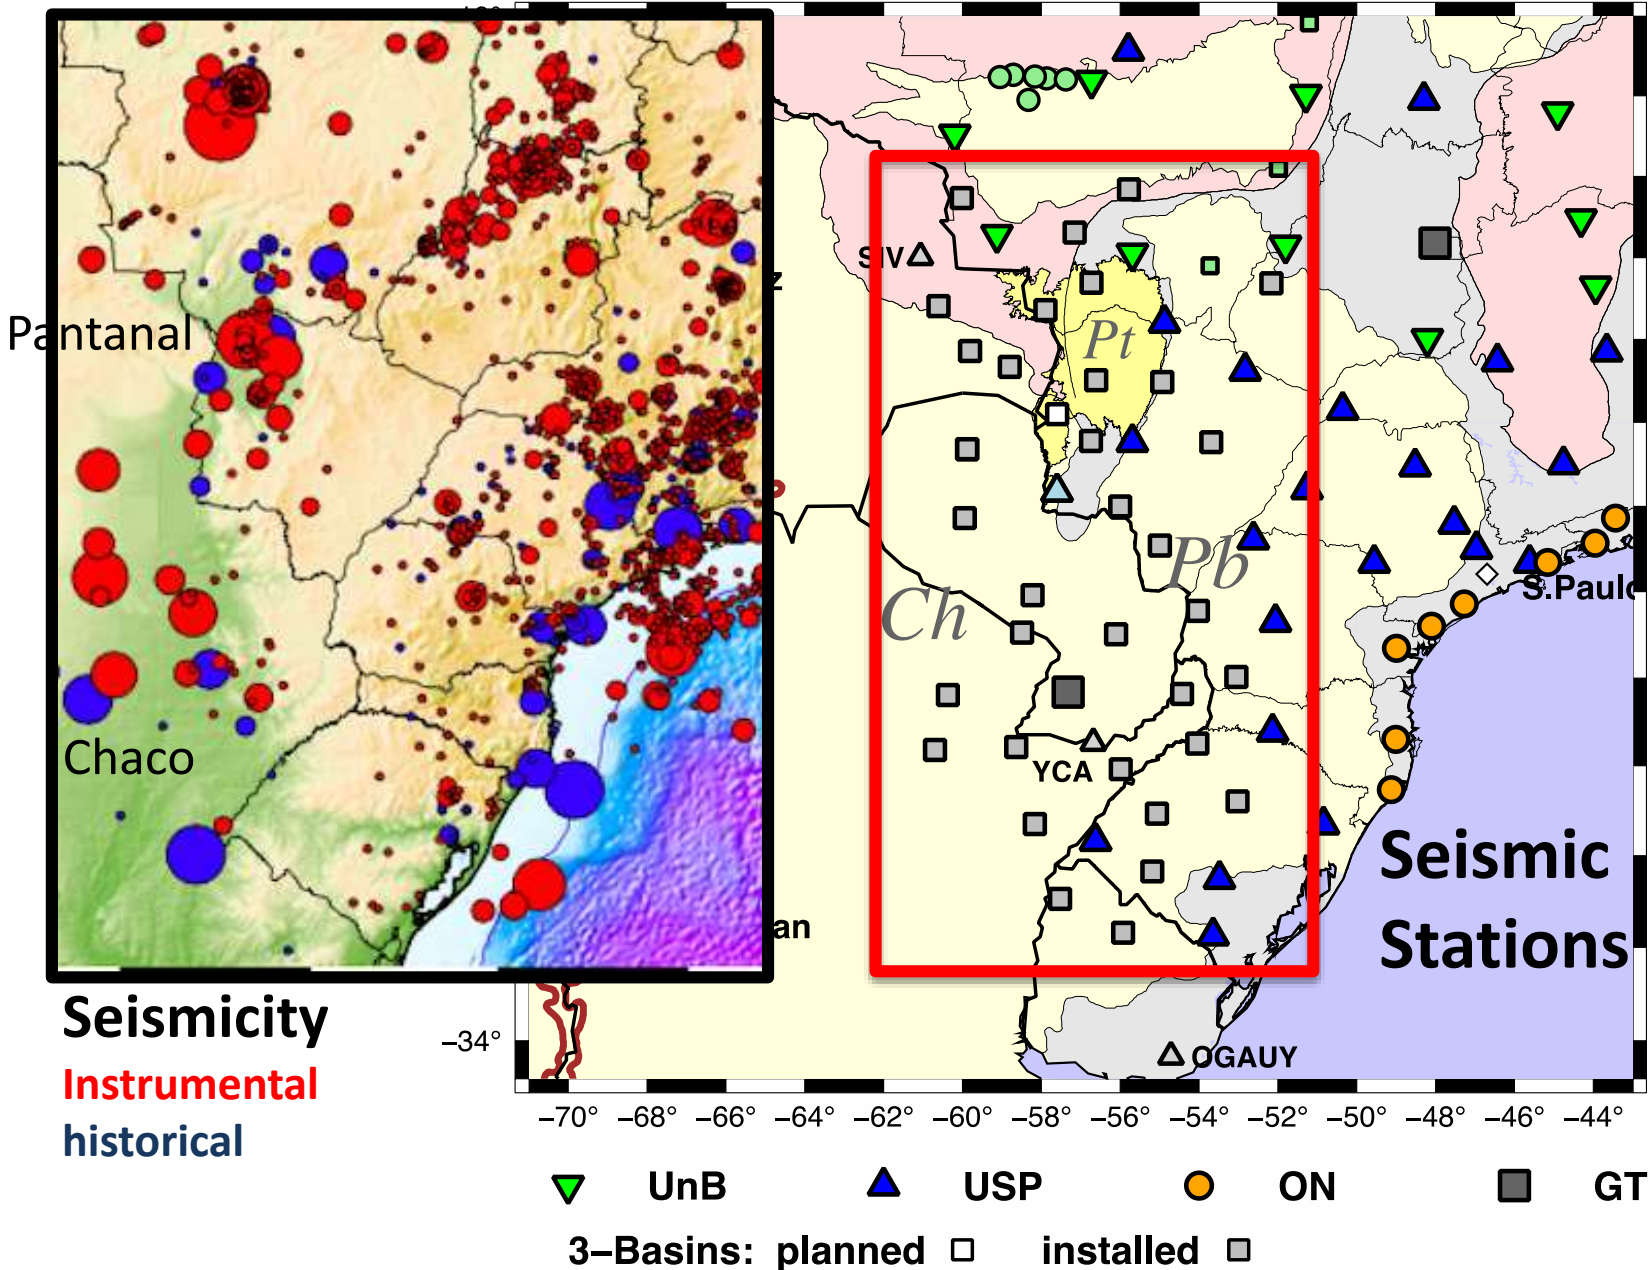 Pantanal
Chaco
SIV
Pt
Pb
Ch
YCA
S.Paulo
Seismic
Stations
an
OGAUY
Seismicity
Instrumental
historical
−34°
−70° −68° −66° −64° −62° −60° −58° −56° −54° −52° −50° −48° −46° −44°
UnB USP ON GT
3−Basins: planned installed